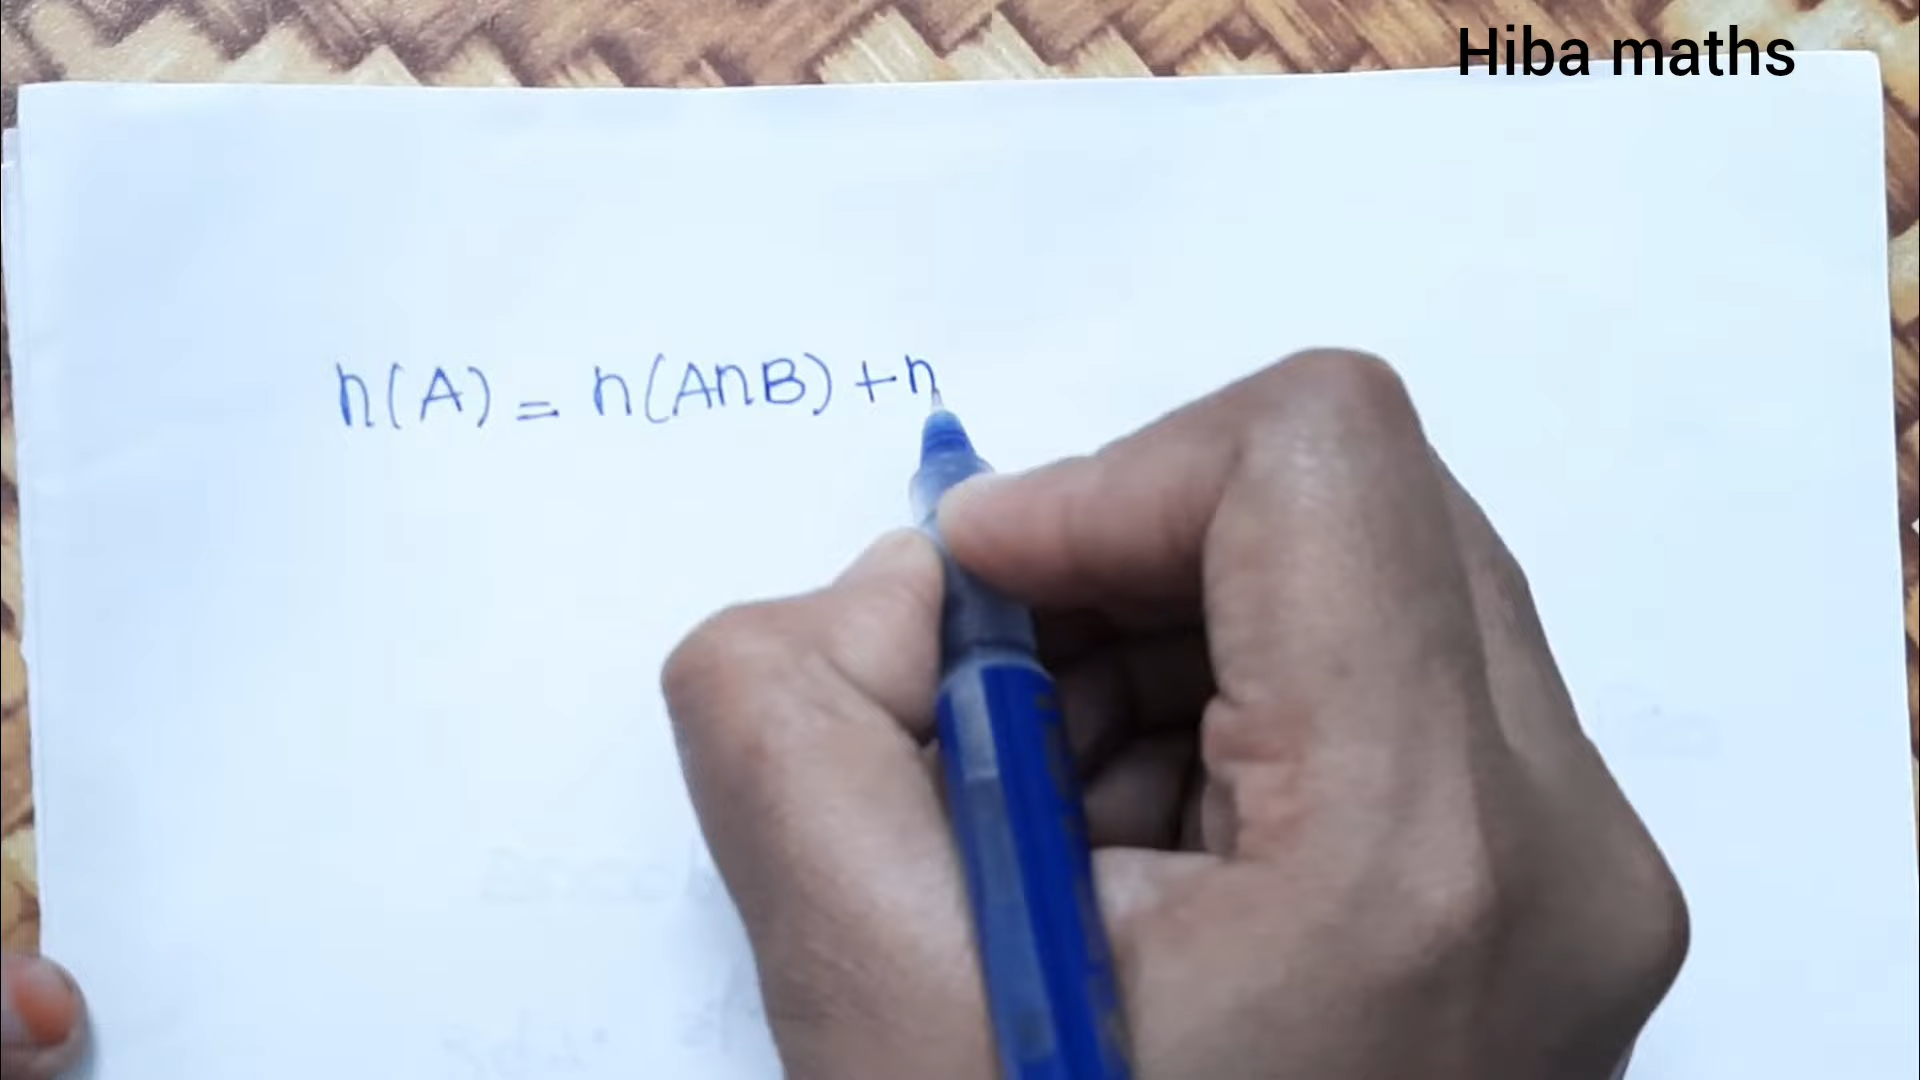 Hiba maths
n(A) = n(A∩B) + n